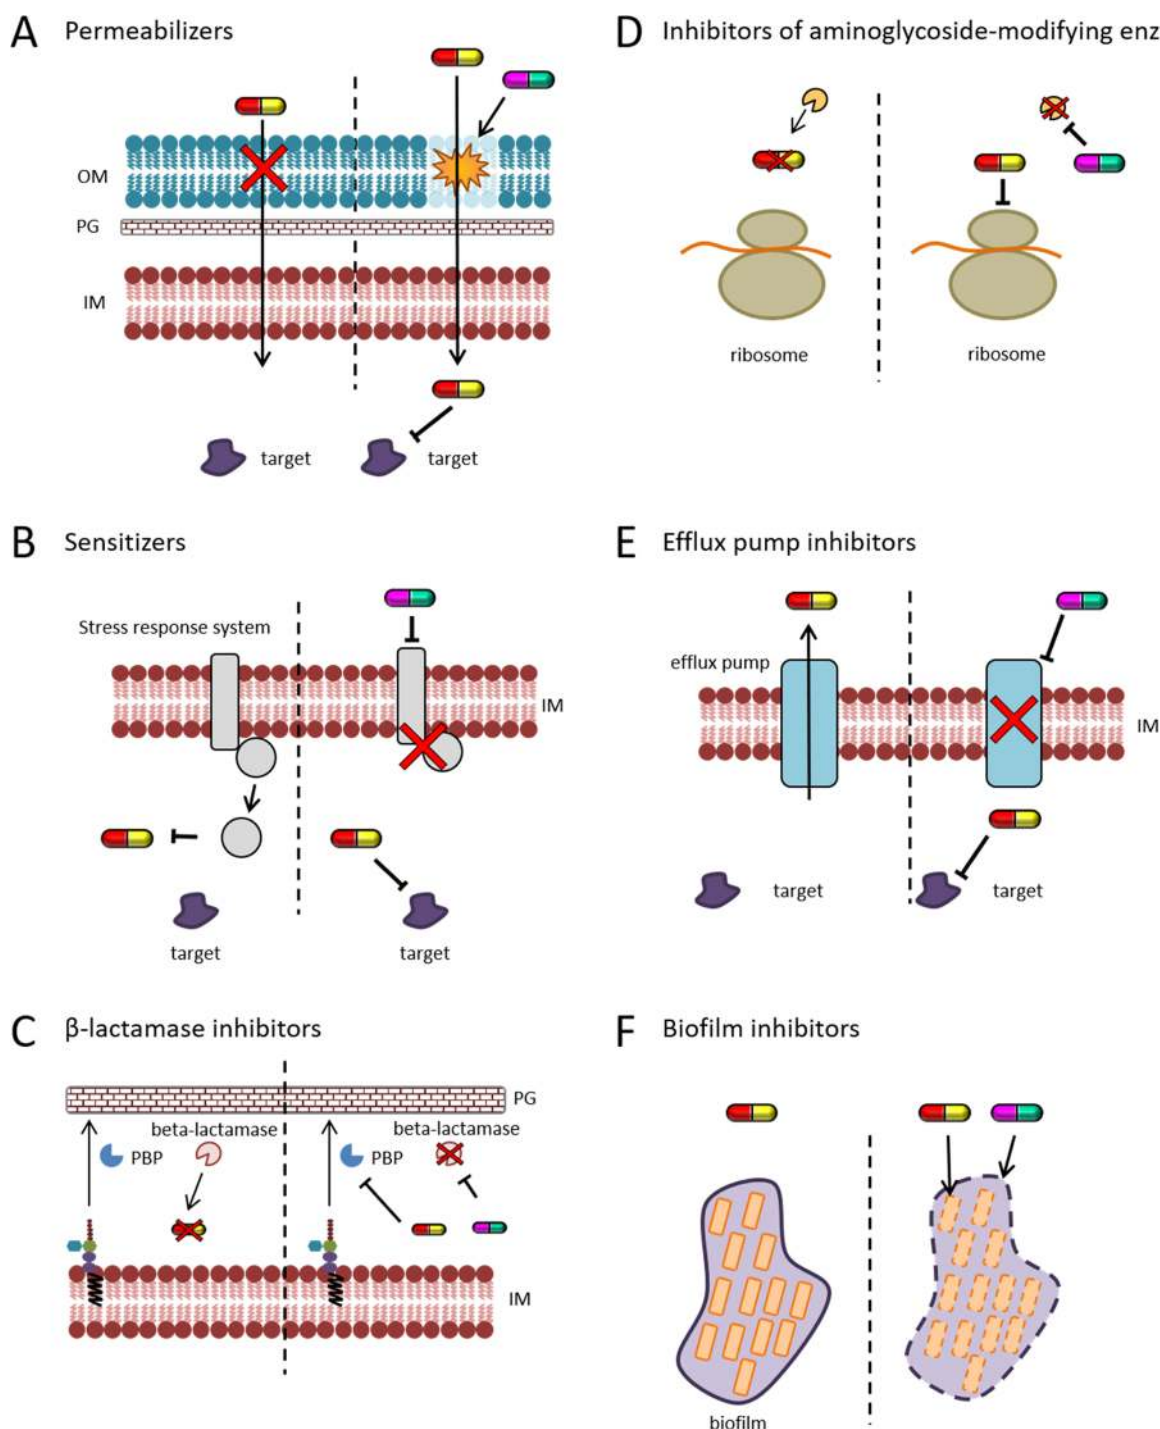 A Permeabilizers
OM
PG
IM
target
target
B Sensitizers
Stress response system
IM
target
target
C β-lactamase inhibitors
PG
beta-lactamase
beta-lactamase
PBP
PBP
IM
D Inhibitors of aminoglycoside-modifying enz
ribosome
ribosome
E Efflux pump inhibitors
efflux pump
IM
target
target
F Biofilm inhibitors
biofilm